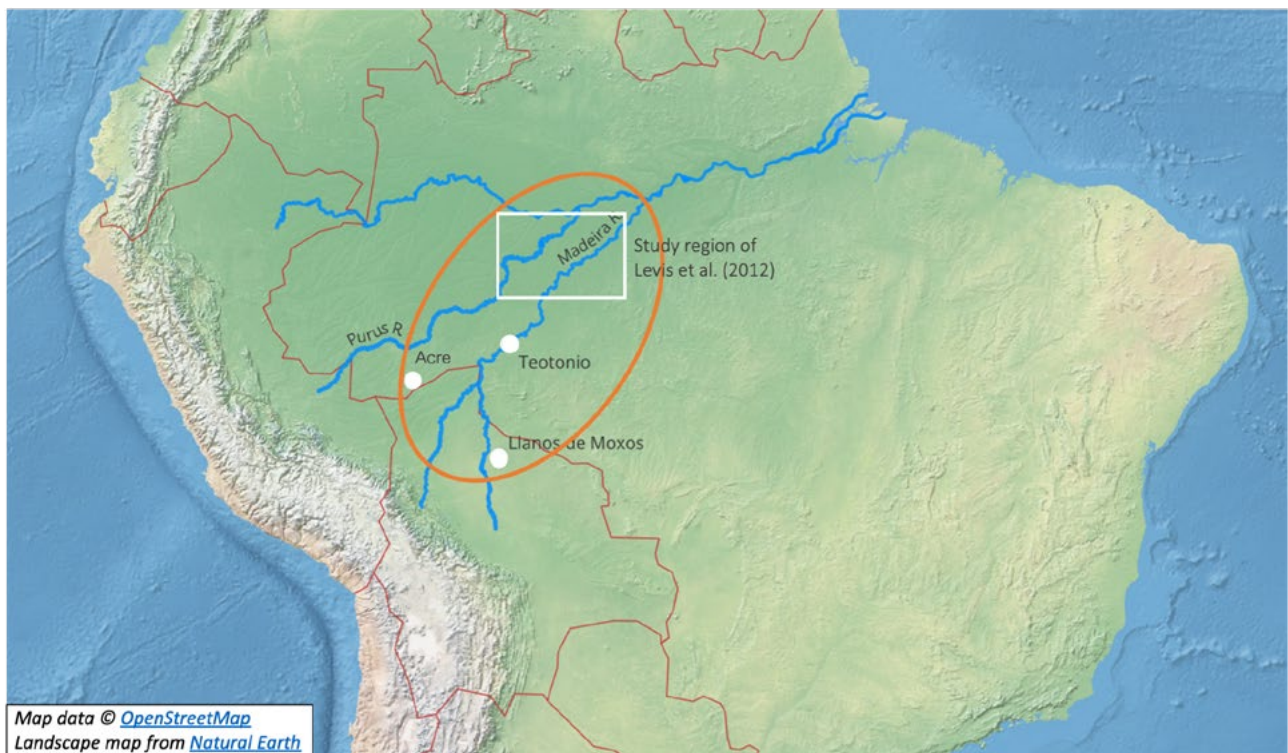 Madeira R
Study region of
Levis et al. (2012)
Purus R
Acre
Teotonio
Llanos de Moxos
Map data © OpenStreetMap
Landscape map from Natural Earth